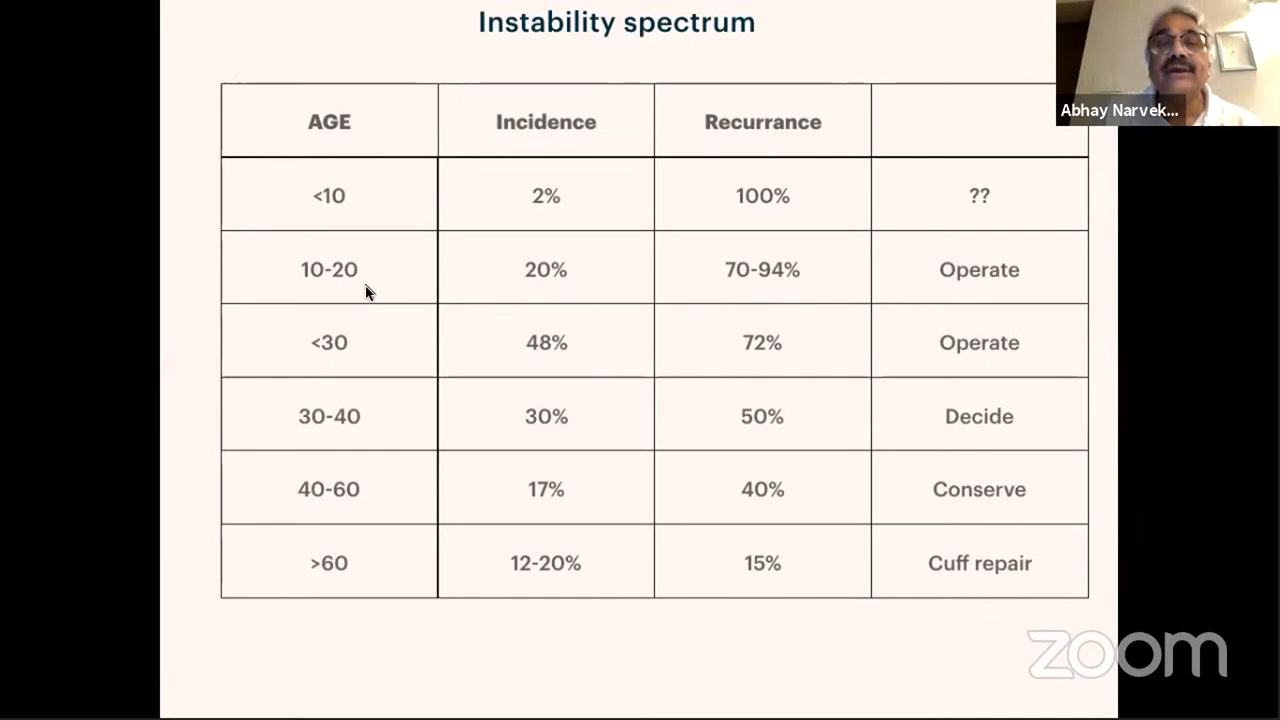 Instability spectrum
Abhay Narvek...
AGE Incidence Recurrance
<10 2% 100% ??
10-20 20% 70-94% Operate
<30 48% 72% Operate
30-40 30% 50% Decide
40-60 17% 40% Conserve
>60 12-20% 15% Cuff repair
zoom